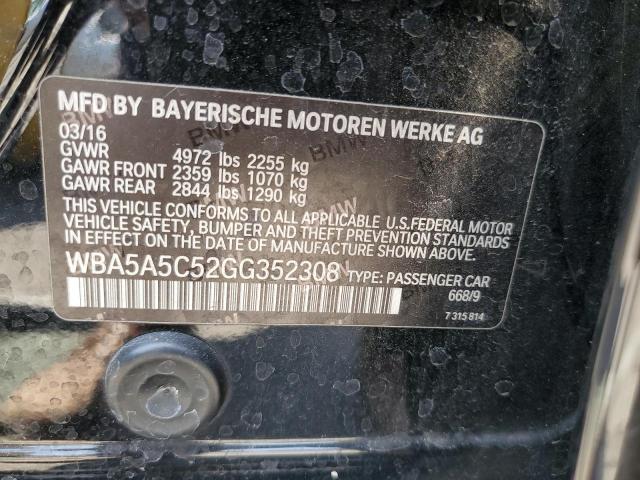 MFD BY BAYERISCHE MOTOREN WERKE AG
03/16
GVWR 4972 lbs 2255 kg
GAWR FRONT 2359 lbs 1070 kg
GAWR REAR 2844 lbs 1290 kg
THIS VEHICLE CONFORMS TO ALL APPLICABLE U.S.FEDERAL MOTOR
VEHICLE SAFETY, BUMPER AND THEFT PREVENTION STANDARDS
IN EFFECT ON THE DATE OF MANUFACTURE SHOWN ABOVE.
WBA5A5C52GG352308 TYPE: PASSENGER CAR
668/9
7 315 814